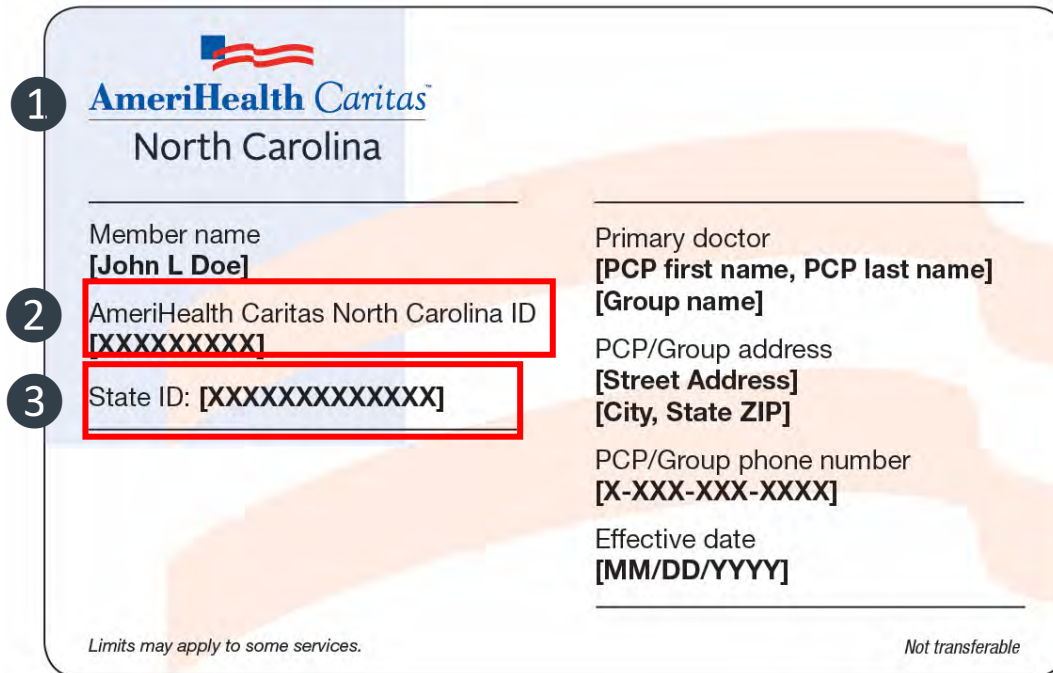 1
AmeriHealth Caritas™
North Carolina
Member name
[John L Doe]
2
AmeriHealth Caritas North Carolina ID
[XXXXXXXXX]
3
State ID: [XXXXXXXXXXXXX]
Primary doctor
[PCP first name, PCP last name]
[Group name]
PCP/Group address
[Street Address]
[City, State ZIP]
PCP/Group phone number
[X-XXX-XXX-XXXX]
Effective date
[MM/DD/YYYY]
Limits may apply to some services.
Not transferable